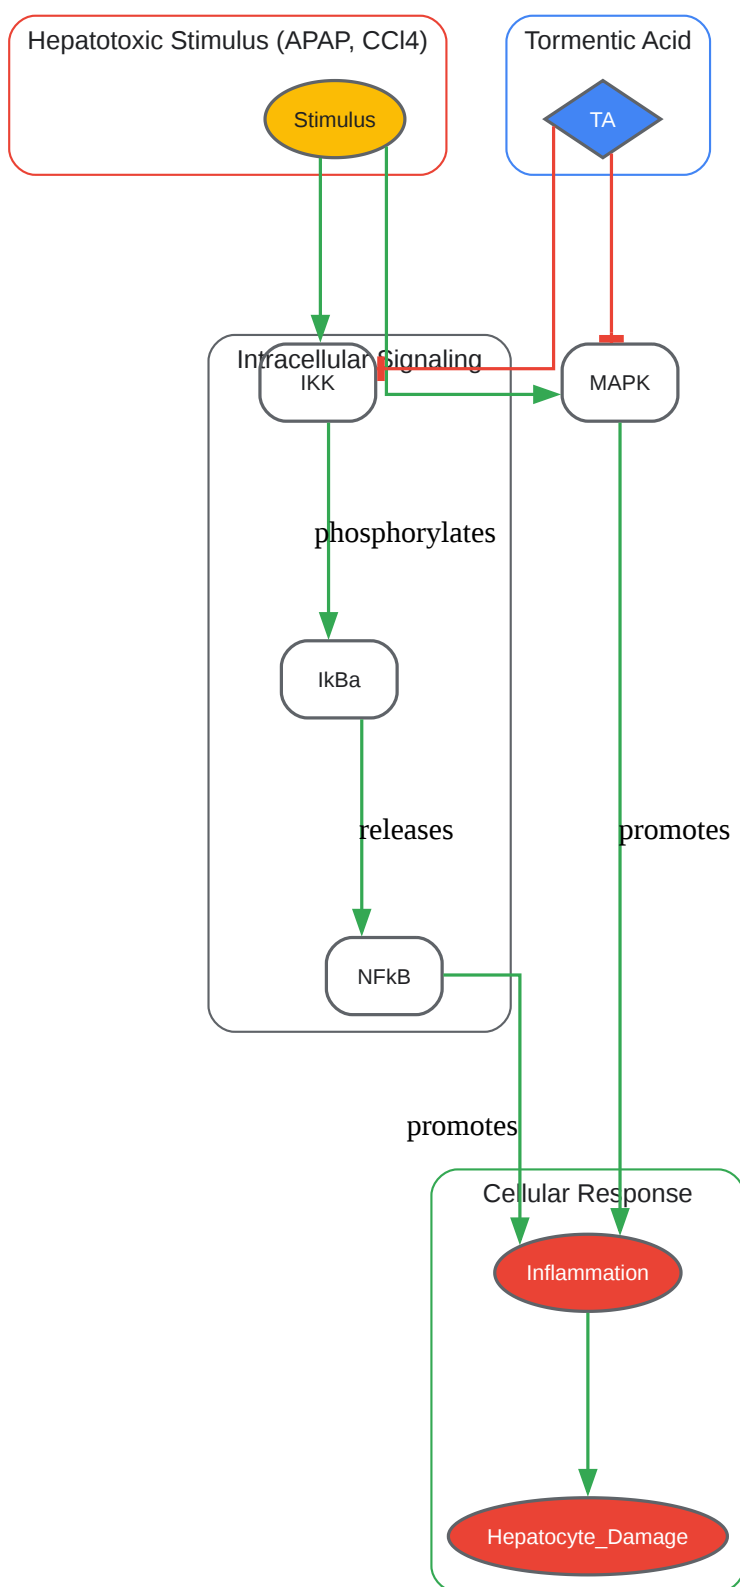 Hepatotoxic Stimulus (APAP, CCl4)
Tormentic Acid
Stimulus
TA
Intracellular Signaling
IKK
MAPK
phosphorylates
IkBa
releases
promotes
NFkB
promotes
Cellular Response
Inflammation
Hepatocyte_Damage